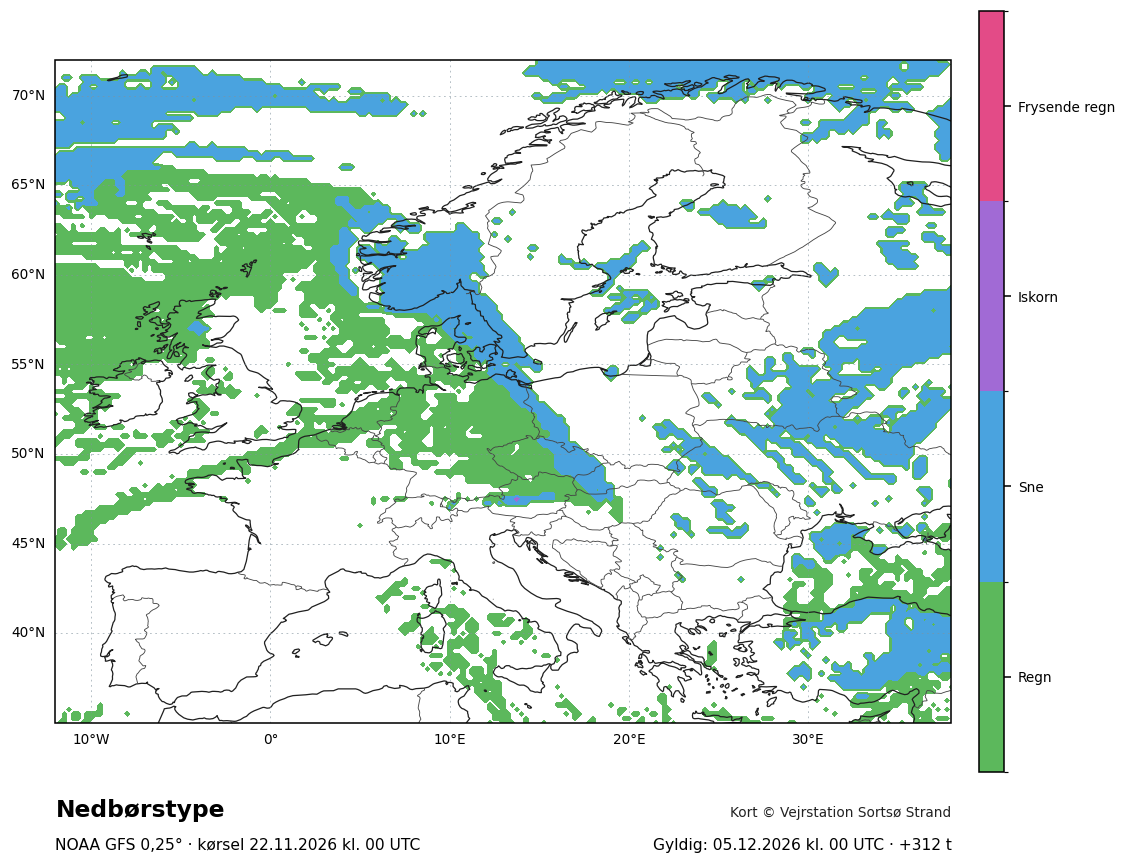 70°N
65°N
60°N
55°N
50°N
45°N
40°N
10°W
0°
10°E
20°E
30°E
Frysende regn
Iskorn
Sne
Regn
Nedbørstype
Kort © Vejrstation Sortsø Strand
NOAA GFS 0,25° · kørsel 22.11.2026 kl. 00 UTC
Gyldig: 05.12.2026 kl. 00 UTC · +312 t